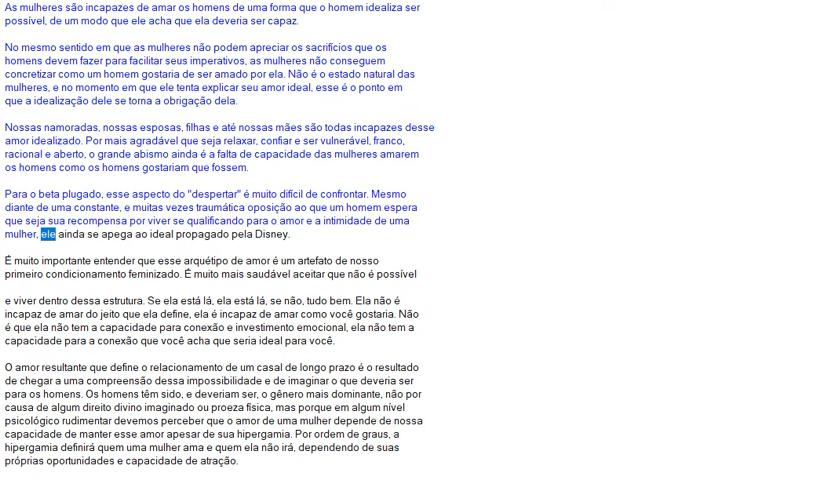 As mulheres são incapazes de amar os homens de uma forma que o homem idealiza ser
possível, de um modo que ele acha que ela deveria ser capaz.
No mesmo sentido em que as mulheres não podem apreciar os sacrifícios que os
homens devem fazer para facilitar seus imperativos, as mulheres não conseguem
concretizar como um homem gostaria de ser amado por ela. Não é o estado natural das
mulheres, e no momento em que ele tenta explicar seu amor ideal, esse é o ponto em
que a idealização dele se torna a obrigação dela.
Nossas namoradas, nossas esposas, filhas e até nossas mães são todas incapazes desse
amor idealizado. Por mais agradável que seja relaxar, confiar e ser vulnerável, franco,
racional e aberto, o grande abismo ainda é a falta de capacidade das mulheres amarem
os homens como os homens gostariam que fossem.
Para o beta plugado, esse aspecto do "despertar" é muito difícil de confrontar. Mesmo
diante de uma constante, e muitas vezes traumática oposição ao que um homem espera
que seja sua recompensa por viver se qualificando para o amor e a intimidade de uma
mulher, ele ainda se apega ao ideal propagado pela Disney.
É muito importante entender que esse arquétipo de amor é um artefato de nosso
primeiro condicionamento feminizado. É muito mais saudável aceitar que não é possível
e viver dentro dessa estrutura. Se ela está lá, ela está lá, se não, tudo bem. Ela não é
incapaz de amar do jeito que ela define, ela é incapaz de amar como você gostaria. Não
é que ela não tem a capacidade para conexão e investimento emocional, ela não tem a
capacidade para a conexão que você acha que seria ideal para você.
O amor resultante que define o relacionamento de um casal de longo prazo é o resultado
de chegar a uma compreensão dessa impossibilidade e de imaginar o que deveria ser
para os homens. Os homens têm sido, e deveriam ser, o gênero mais dominante, não por
causa de algum direito divino imaginado ou proeza física, mas porque em algum nível
psicológico rudimentar devemos perceber que o amor de uma mulher depende de nossa
capacidade de manter esse amor apesar de sua hipergamia. Por ordem de graus, a
hipergamia definirá quem uma mulher ama e quem ela não irá, dependendo de suas
próprias oportunidades e capacidade de atração.